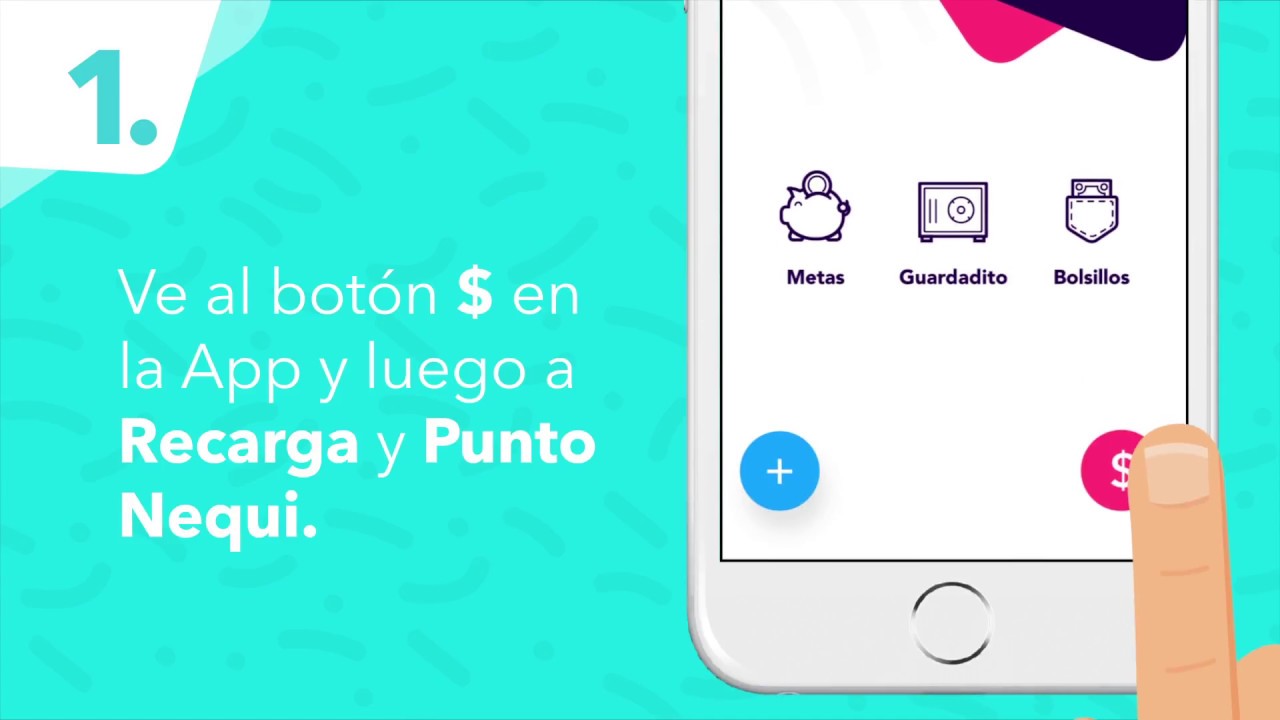 1.
Ve al botón $ en
la App y luego a
Recarga y Punto
Nequi.
Metas
Guardadito
Bolsillos
+
$